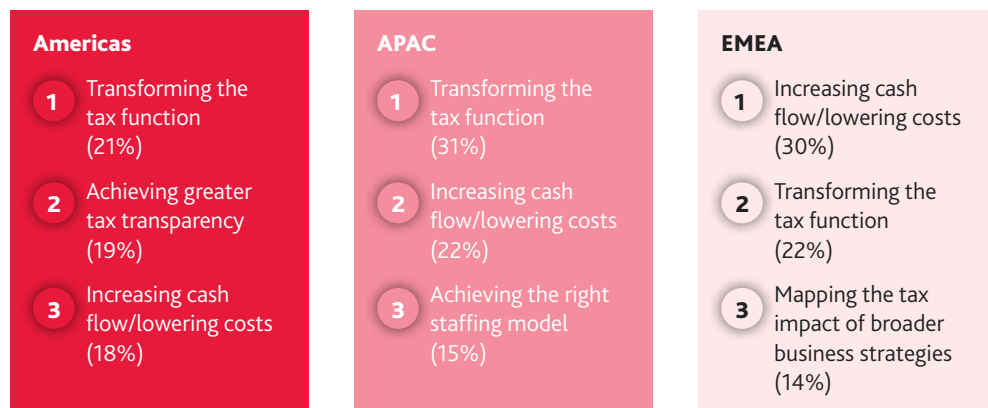 Americas
1
Transforming the
tax function
(21%)
2
Achieving greater
tax transparency
(19%)
3
Increasing cash
flow/lowering costs
(18%)
APAC
1
Transforming the
tax function
(31%)
2
Increasing cash
flow/lowering costs
(22%)
3
Achieving the right
staffing model
(15%)
EMEA
1
Increasing cash
flow/lowering costs
(30%)
2
Transforming the
tax function
(22%)
3
Mapping the tax
impact of broader
business strategies
(14%)